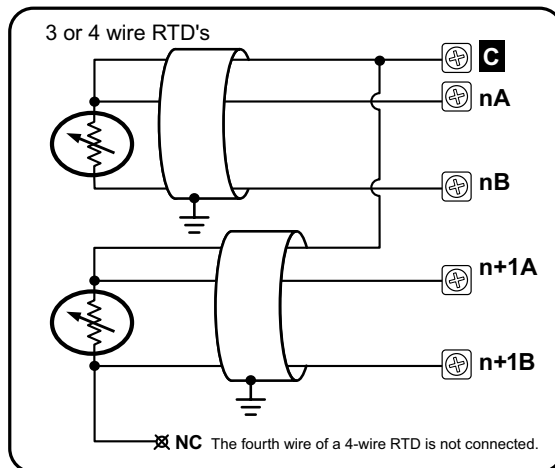 3 or 4 wire RTD's
C
nA
nB
n+1A
n+1B
NC The fourth wire of a 4-wire RTD is not connected.